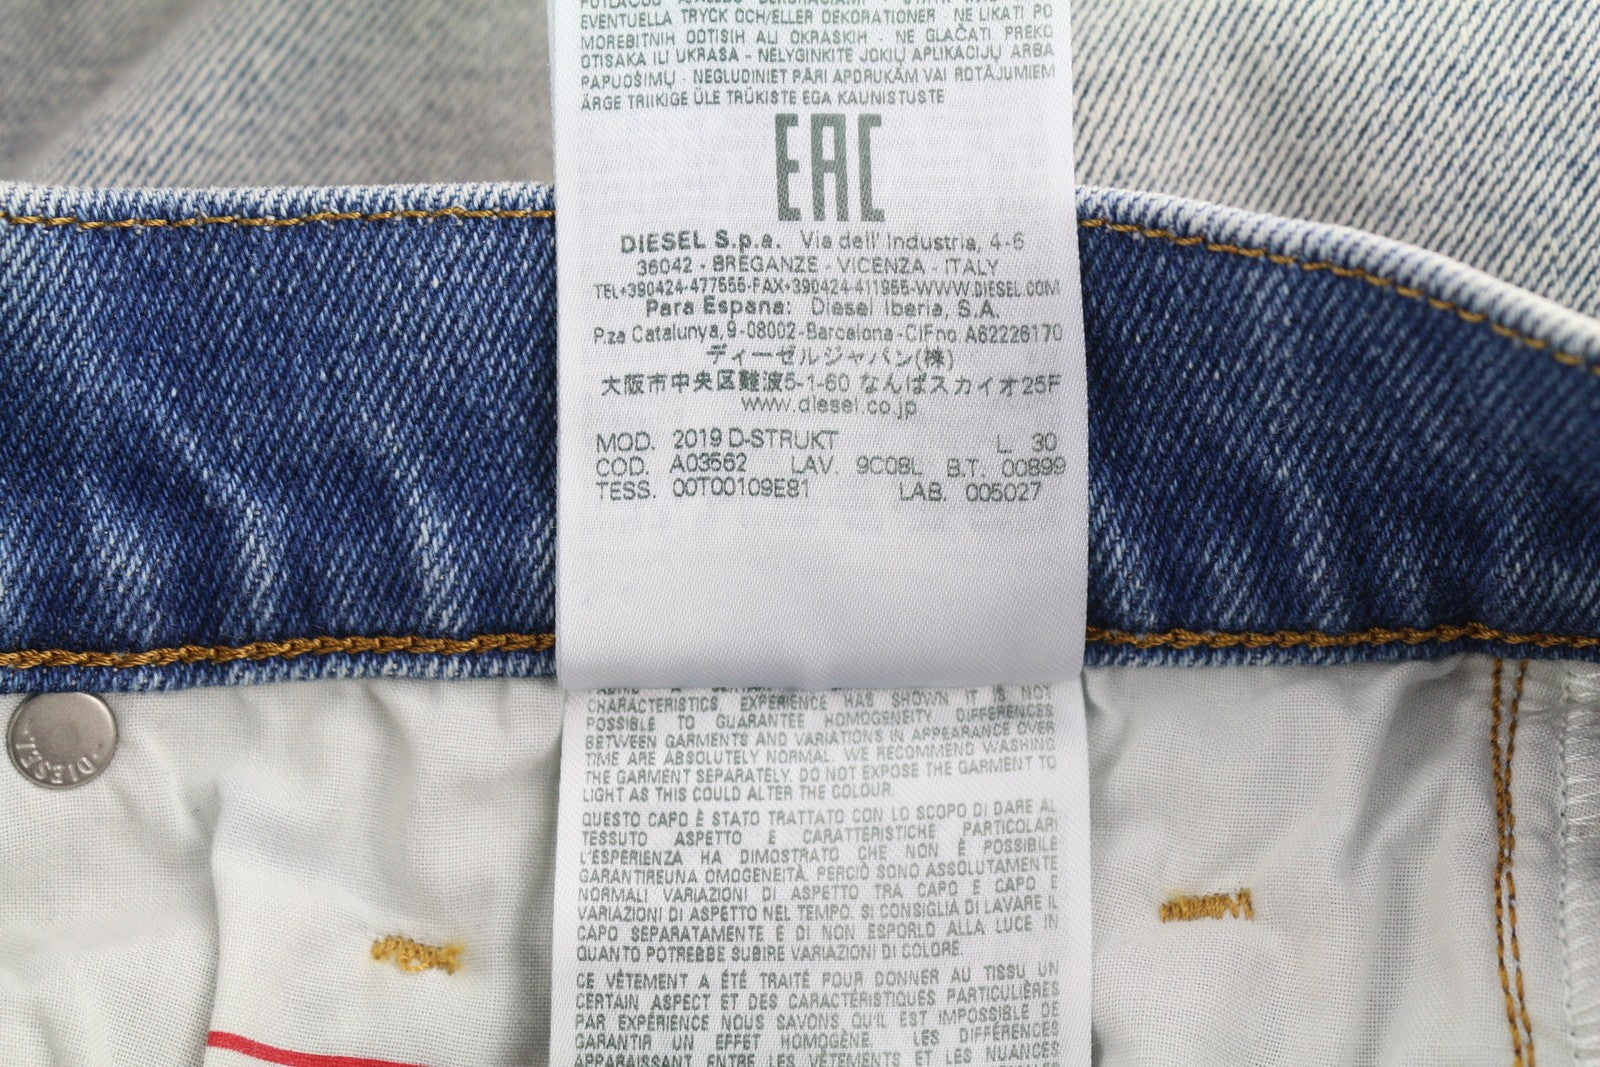 EVENTUELLA TRYCK OCH/ELLER DEKORATIONER - NE LIKATI PO
MOREBITNIH ODTISIH ALI OKRASKIH - NE GLAČATI PREKO
OTISAKA ILI UKRASA - NELYGINKITE JOKIŲ APLIKACIJŲ ARBA
PAPUOŠIMŲ - NEGLUDINIET PĀRI APDRUKĀM VAI ROTĀJUMIEM
ÄRGE TRIIKIGE ÜLE TRÜKISTE EGA KAUNISTUSTE
EAC
DIESEL S.p.a. Via dell' Industria, 4-6
36042 - BREGANZE - VICENZA - ITALY
TEL+390424-477555-FAX+390424-411955-WWW.DIESEL.COM
Para Espana: Diesel Iberia, S.A.
P.za Catalunya, 9-08002-Barcelona-CIFno A62226170
ディーゼルジャパン(株)
大阪市中央区難波5-1-60 なんばスカイオ25F
www.diesel.co.jp
MOD. 2019 D-STRUKT L. 30
COD. A03562 LAV. 9C08L B.T. 00899
TESS. 00T00109E81 LAB. 005027
CHARACTERISTICS, EXPERIENCE HAS SHOWN IT IS NOT
POSSIBLE TO GUARANTEE HOMOGENEITY. DIFFERENCES
BETWEEN GARMENTS AND VARIATIONS IN APPEARANCE OVER
TIME ARE ABSOLUTELY NORMAL. WE RECOMMEND WASHING
THE GARMENT SEPARATELY. DO NOT EXPOSE THE GARMENT TO
LIGHT AS THIS COULD ALTER THE COLOUR.
QUESTO CAPO È STATO TRATTATO CON LO SCOPO DI DARE AL
TESSUTO ASPETTO E CARATTERISTICHE PARTICOLARI
L'ESPERIENZA HA DIMOSTRATO CHE NON È POSSIBILE
GARANTIREUNA OMOGENEITÀ. PERCIÒ SONO ASSOLUTAMENTE
NORMALI VARIAZIONI DI ASPETTO TRA CAPO E CAPO E
VARIAZIONI DI ASPETTO NEL TEMPO. SI CONSIGLIA DI LAVARE IL
CAPO SEPARATAMENTE E DI NON ESPORLO ALLA LUCE IN
QUANTO POTREBBE SUBIRE VARIAZIONI DI COLORE.
CE VÊTEMENT A ÉTÉ TRAITÉ POUR DONNER AU TISSU UN
CERTAIN ASPECT ET DES CARACTÉRISTIQUES PARTICULIÈRES
PAR EXPÉRIENCE NOUS SAVONS QU'IL EST IMPOSSIBLE DE
GARANTIR UN EFFET HOMOGÈNE. LES DIFFÉRENCES
APPARAISSANT ENTRE LES VÊTEMENTS ET LES NUANCES
DIESEL